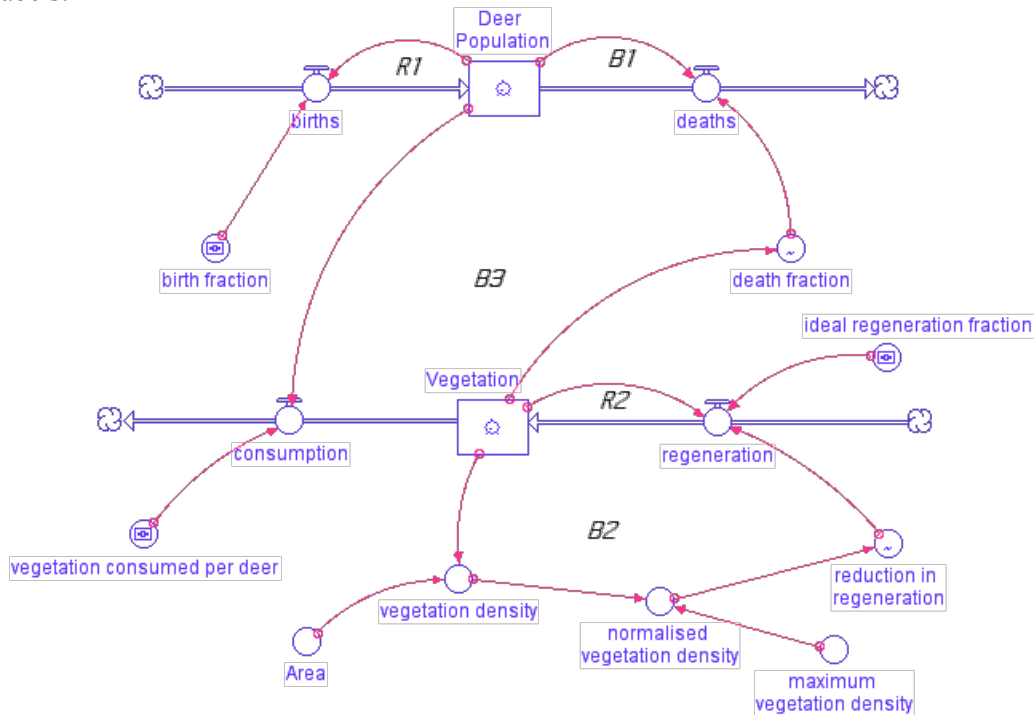 Deer
Population
R1
B1
births
deaths
birth fraction
B3
death fraction
ideal regeneration fraction
Vegetation
R2
consumption
regeneration
B2
vegetation consumed per deer
vegetation density
reduction in
regeneration
normalised
vegetation density
Area
maximum
vegetation density